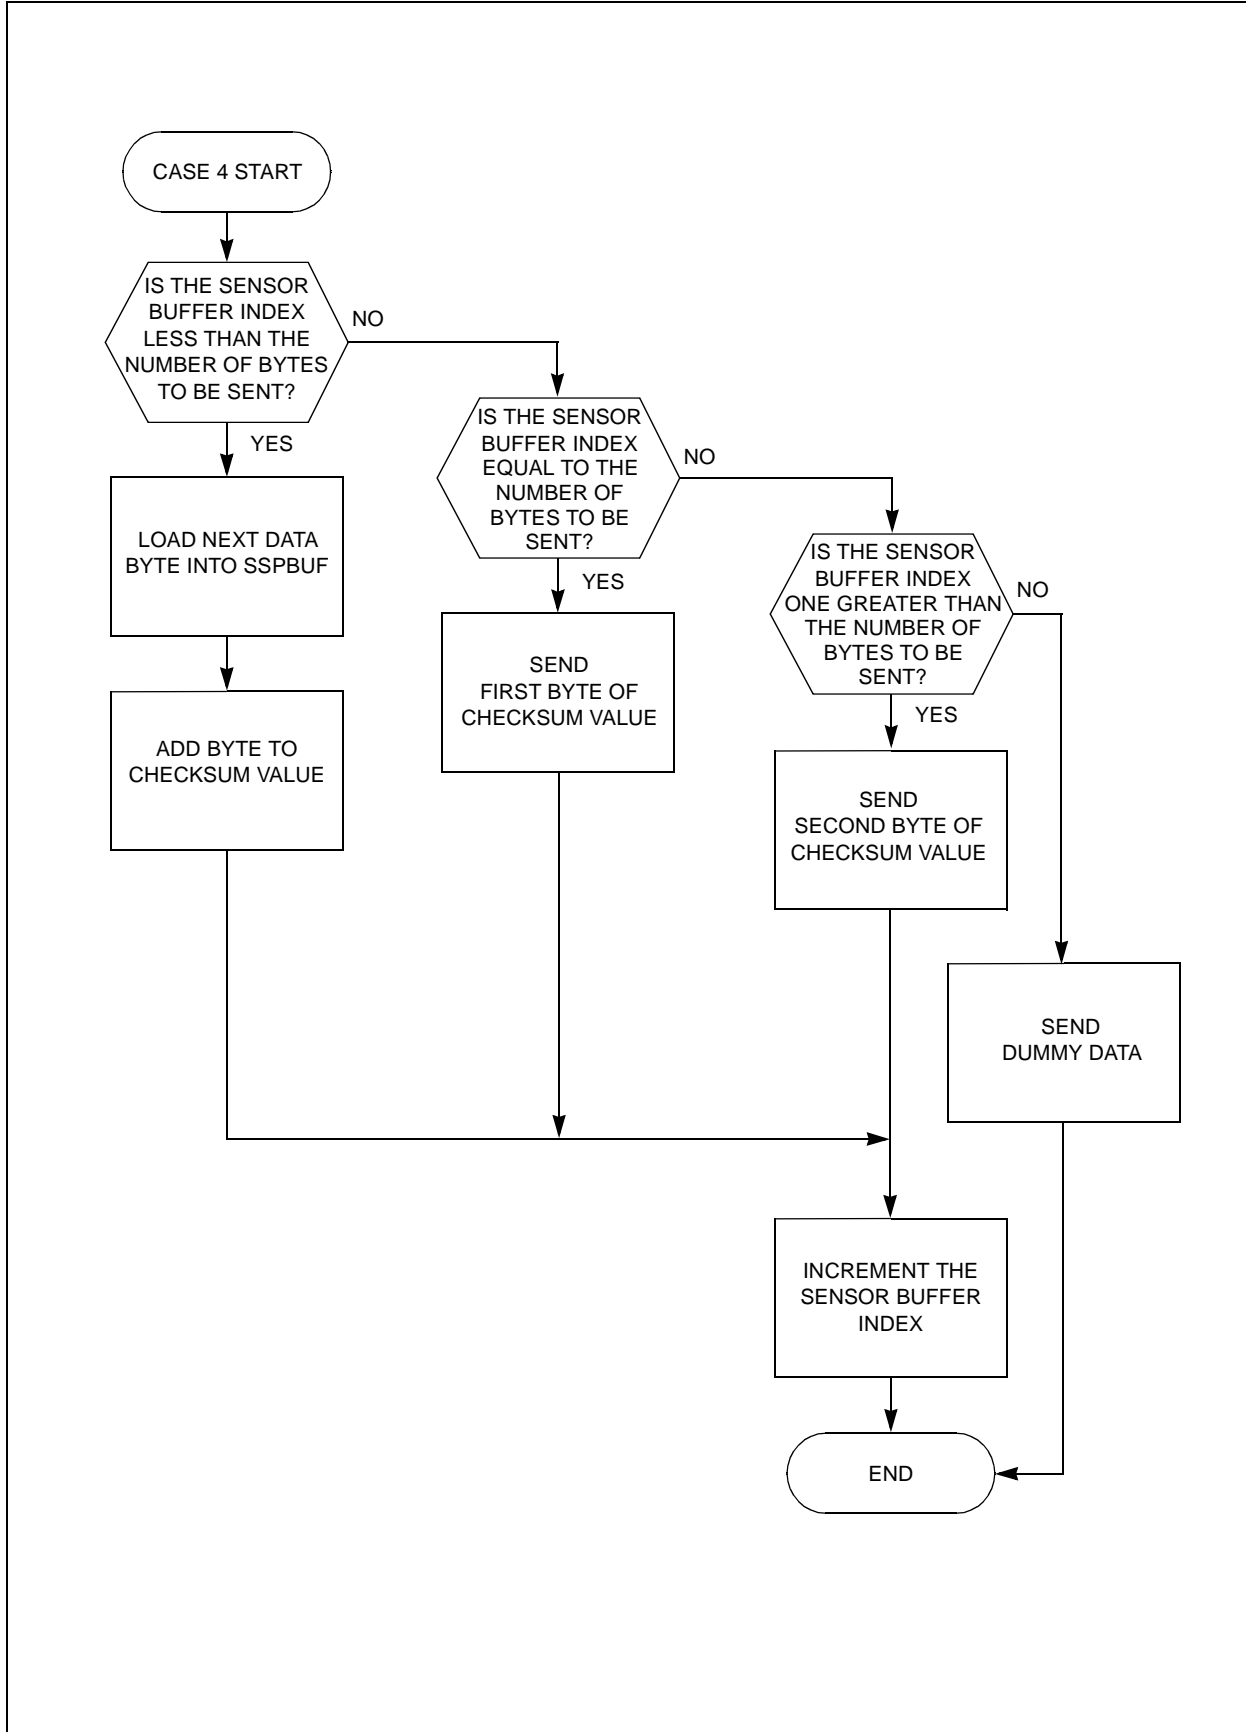 CASE 4 START
IS THE SENSOR
BUFFER INDEX
LESS THAN THE
NUMBER OF BYTES
TO BE SENT?
NO
YES
LOAD NEXT DATA
BYTE INTO SSPBUF
ADD BYTE TO
CHECKSUM VALUE
IS THE SENSOR
BUFFER INDEX
EQUAL TO THE
NUMBER OF
BYTES TO BE
SENT?
NO
YES
SEND
FIRST BYTE OF
CHECKSUM VALUE
IS THE SENSOR
BUFFER INDEX
ONE GREATER THAN
THE NUMBER OF
BYTES TO BE
SENT?
NO
YES
SEND
SECOND BYTE OF
CHECKSUM VALUE
SEND
DUMMY DATA
INCREMENT THE
SENSOR BUFFER
INDEX
END